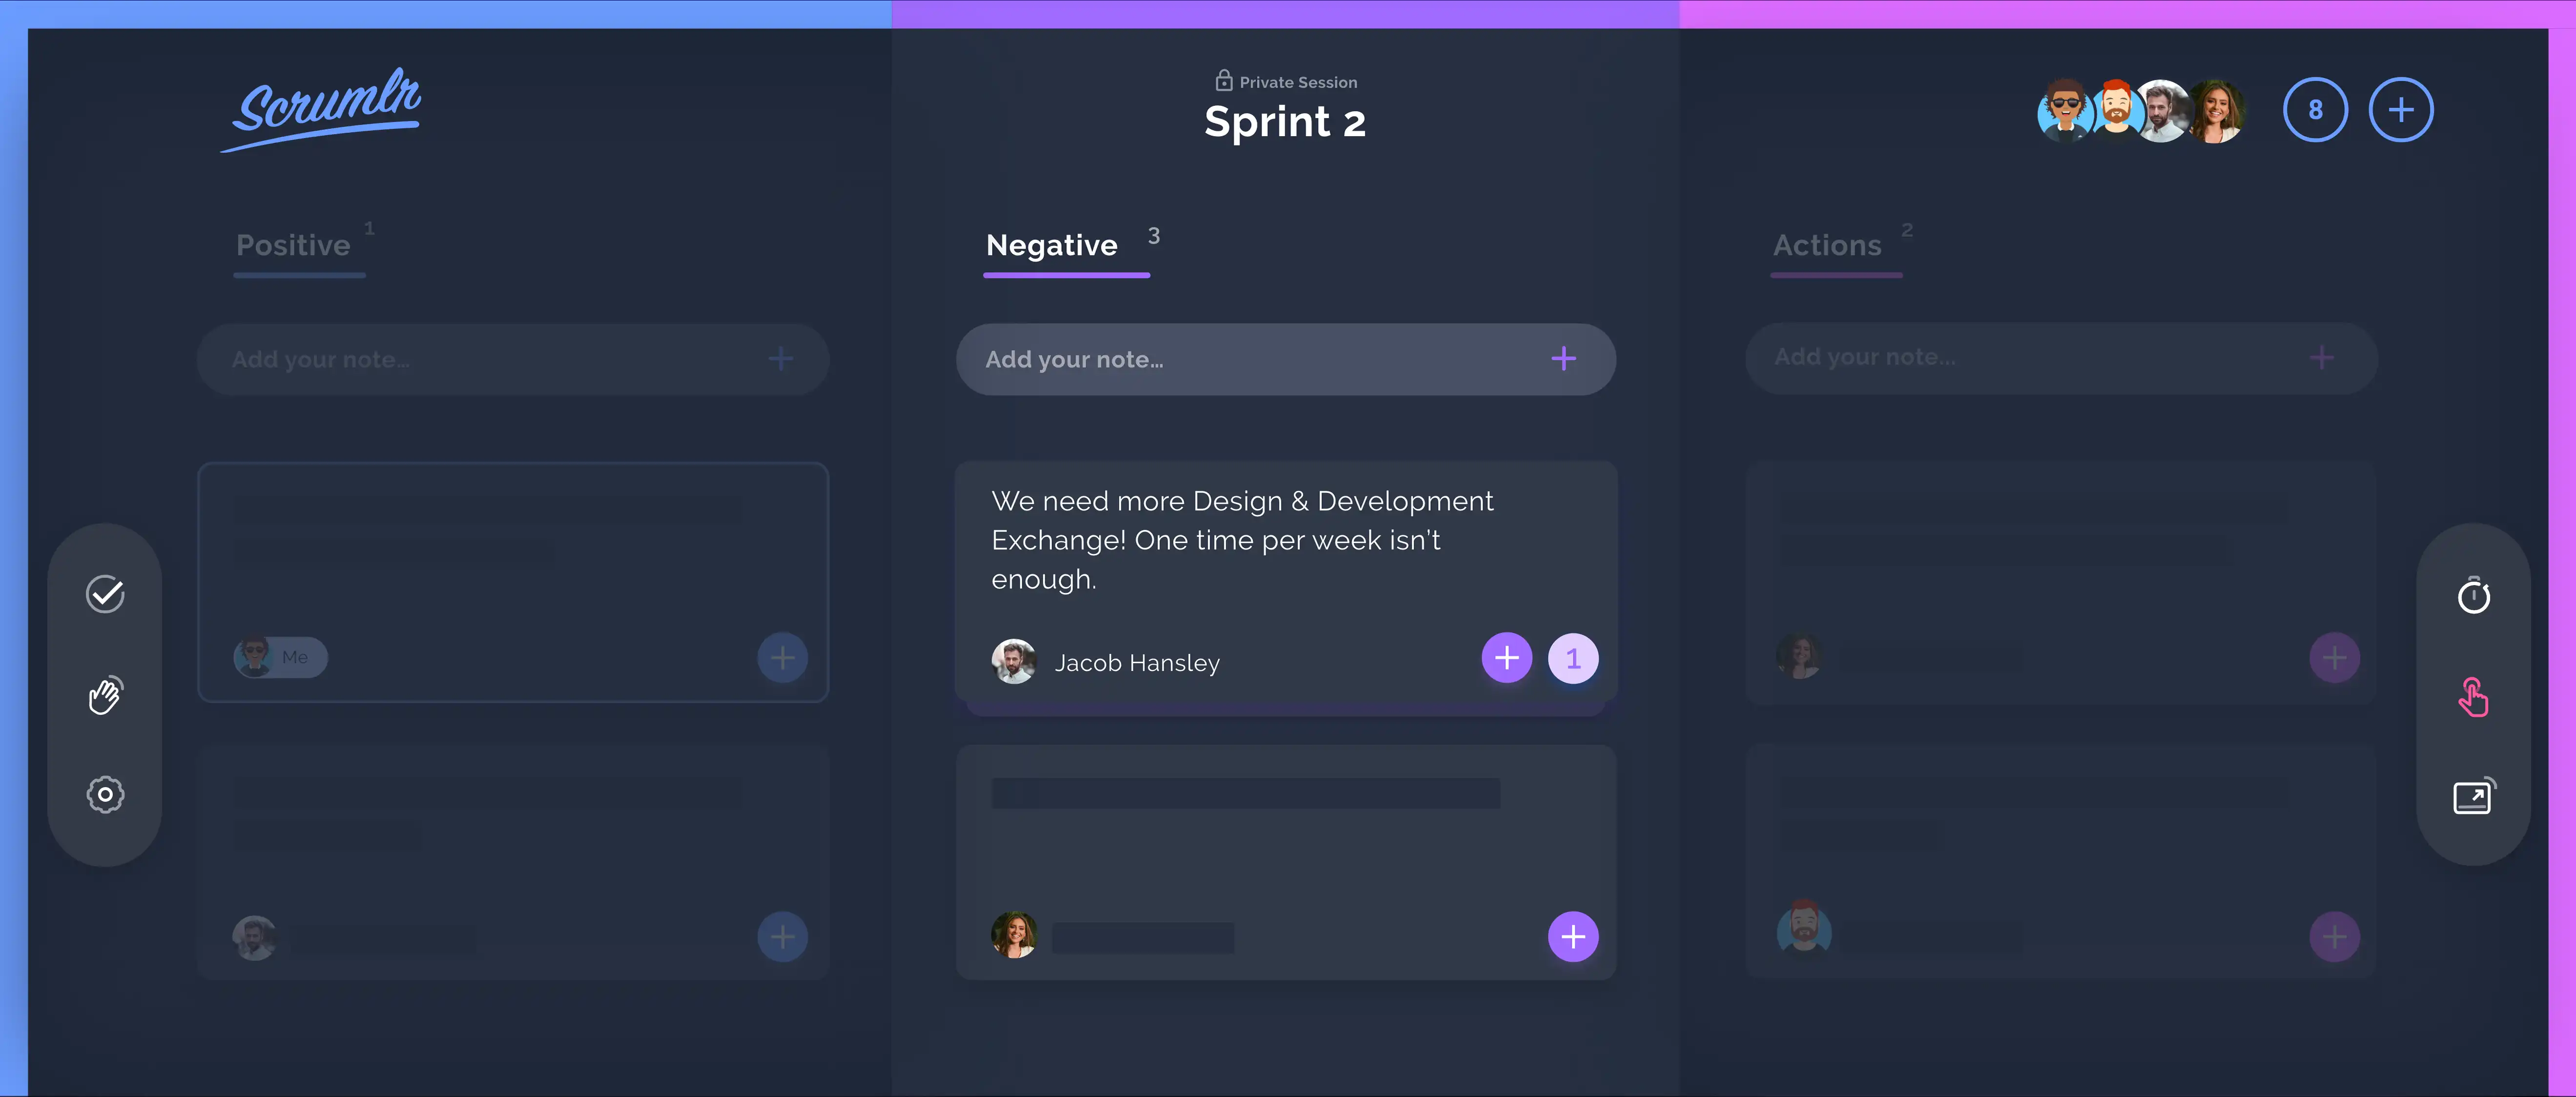 Scrumlr
Private Session
Sprint 2
8
Positive 1
Negative 3
Actions 2
Add your note...
Add your note...
Add your note...
We need more Design & Development
Exchange! One time per week isn't
enough.
Me
Jacob Hansley
1